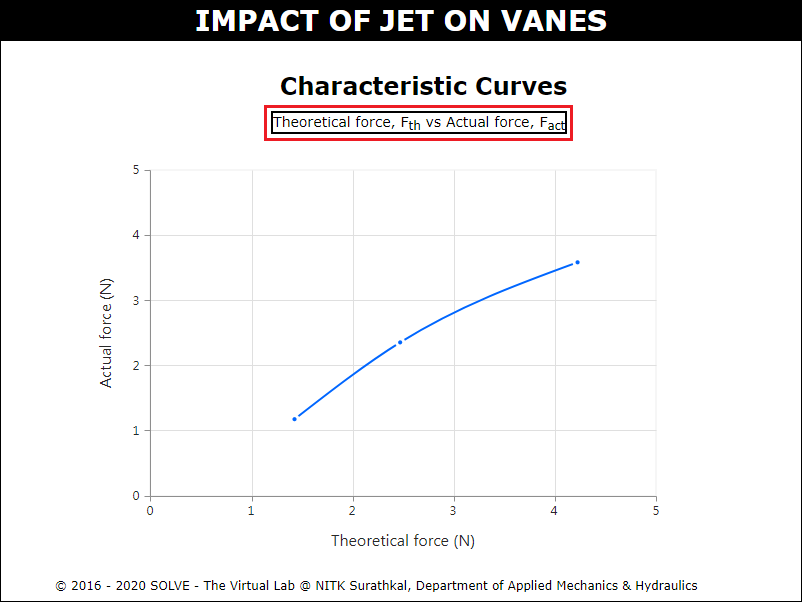 IMPACT OF JET ON VANES
Characteristic Curves
Theoretical force, Fth vs Actual force, Fact
5
4
3
2
1
0
Actual force (N)
0 1 2 3 4 5
Theoretical force (N)
© 2016 - 2020 SOLVE - The Virtual Lab @ NITK Surathkal, Department of Applied Mechanics & Hydraulics